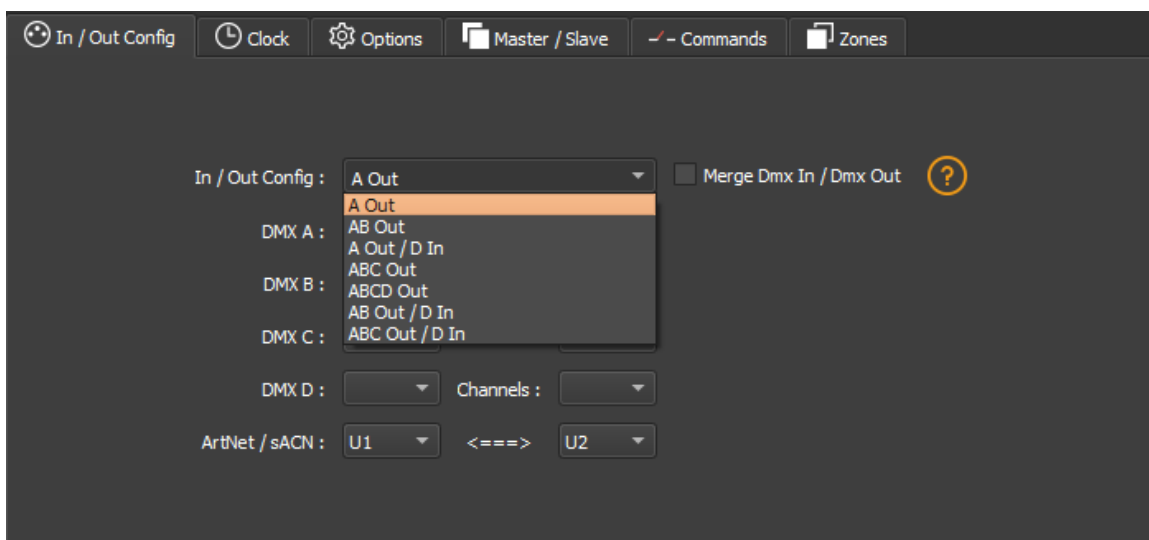 In / Out Config Clock Options Master / Slave Commands Zones
In / Out Config : A Out Merge Dmx In / Dmx Out ?
A Out
AB Out
DMX A :
A Out / D In
ABC Out
DMX B :
ABCD Out
AB Out / D In
DMX C : ABC Out / D In
DMX D : Channels :
ArtNet / sACN : U1 <===> U2